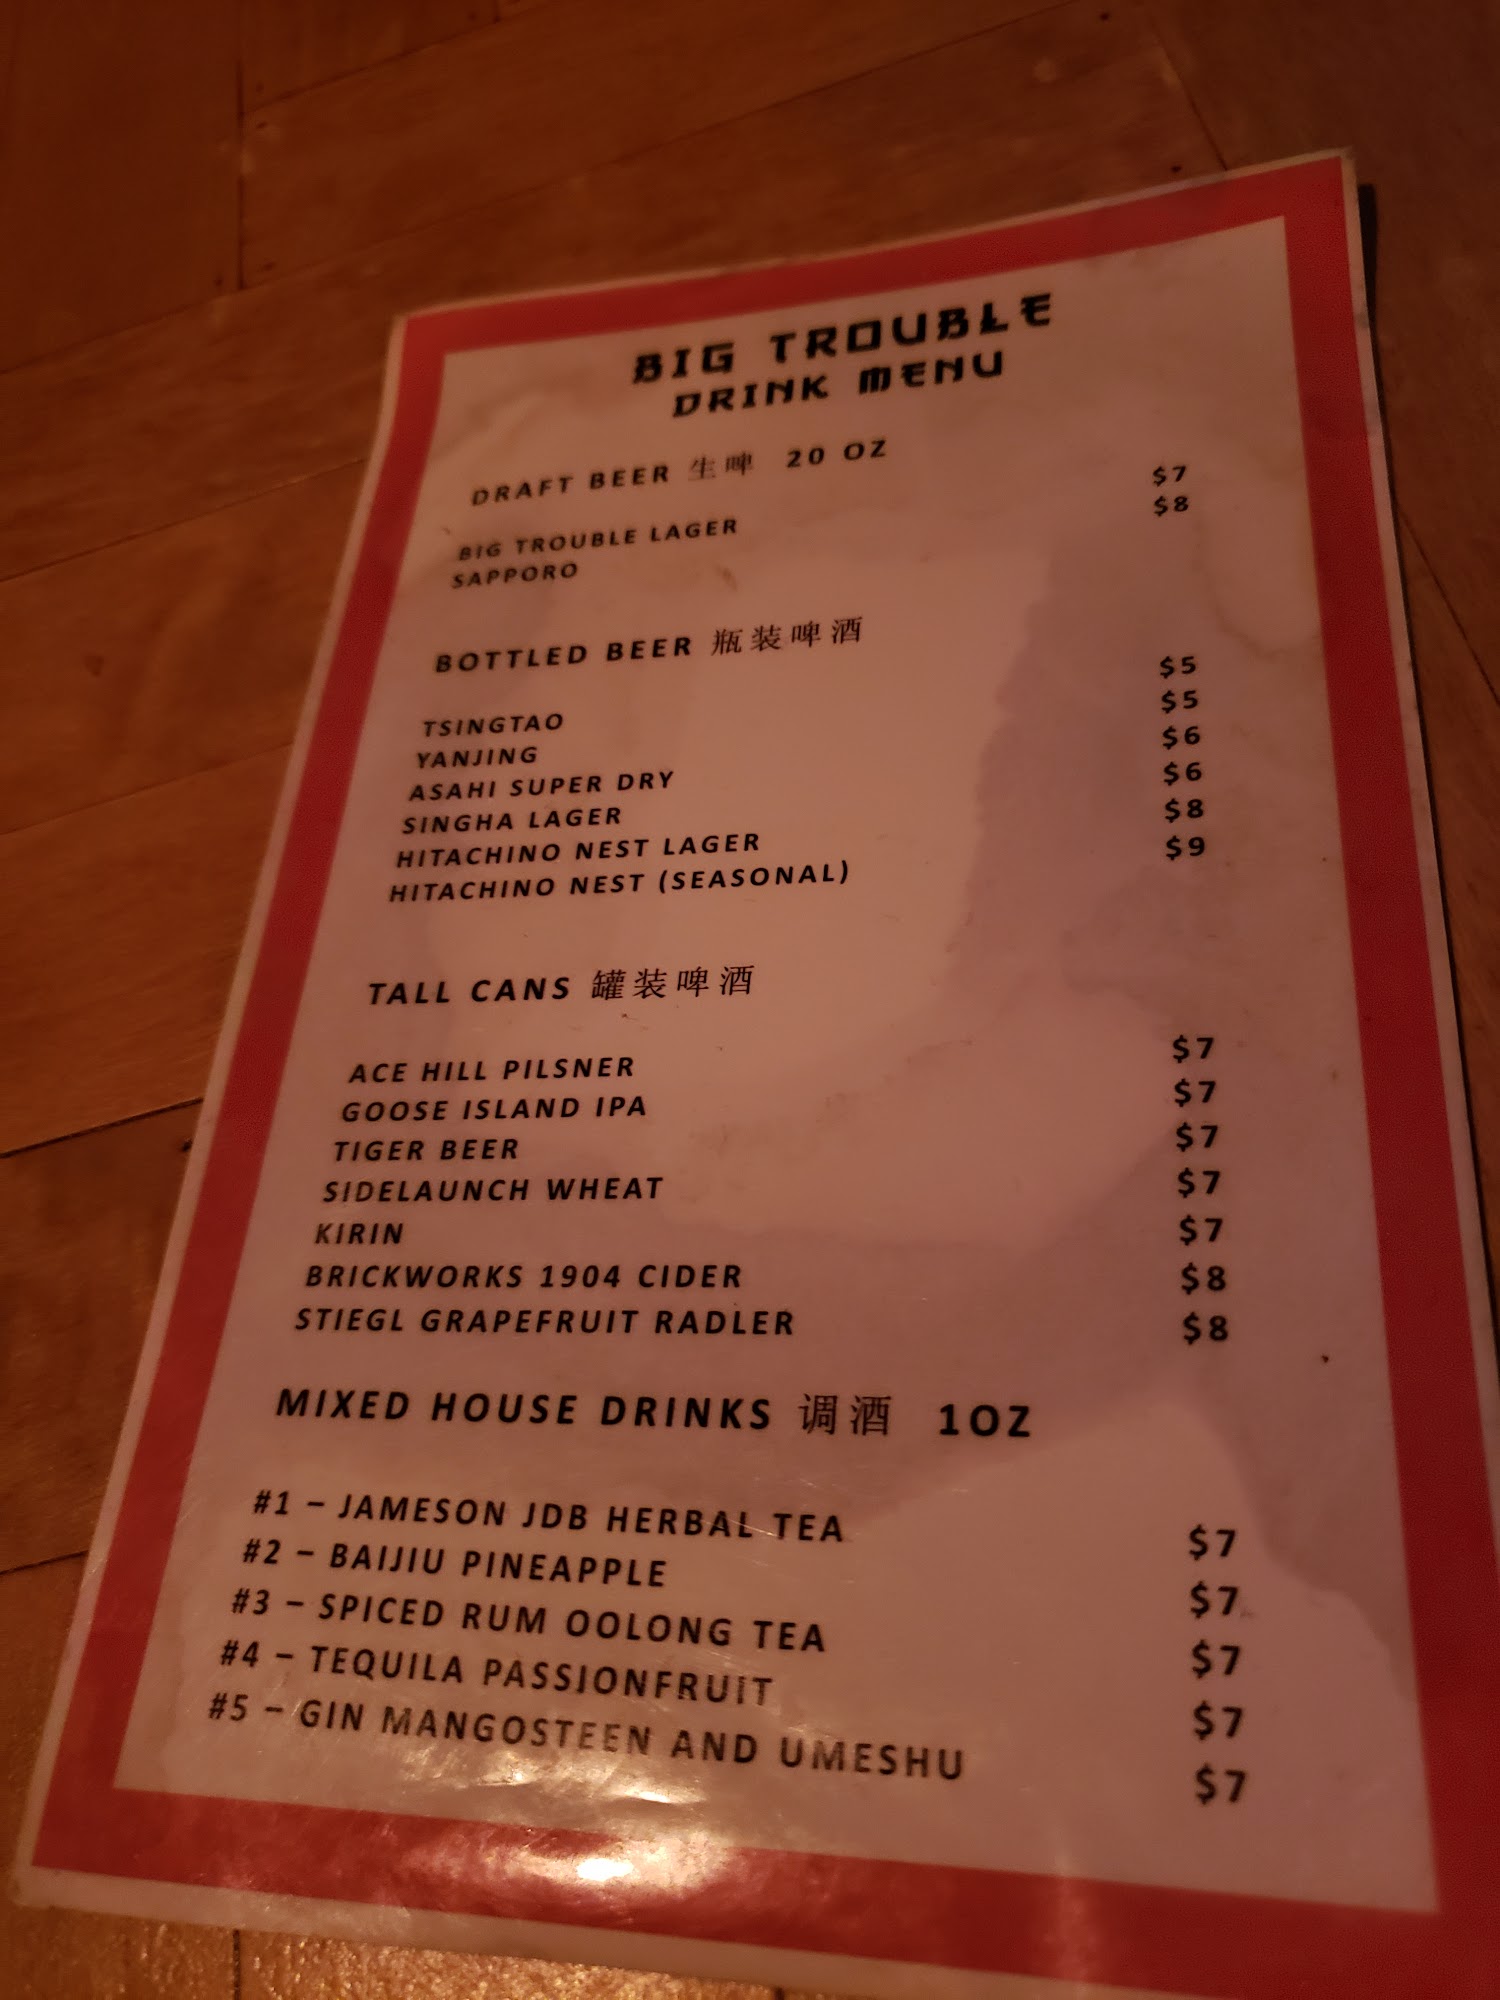 BIG TROUBLE
DRINK MENU
DRAFT BEER 生啤 20 OZ
BIG TROUBLE LAGER $7
SAPPORO $8
BOTTLED BEER 瓶装啤酒
TSINGTAO $5
YANJING $5
ASAHI SUPER DRY $6
SINGHA LAGER $6
HITACHINO NEST LAGER $8
HITACHINO NEST (SEASONAL) $9
TALL CANS 罐装啤酒
ACE HILL PILSNER $7
GOOSE ISLAND IPA $7
TIGER BEER $7
SIDELAUNCH WHEAT $7
KIRIN $7
BRICKWORKS 1904 CIDER $8
STIEGL GRAPEFRUIT RADLER $8
MIXED HOUSE DRINKS 调酒 1OZ
#1 – JAMESON JDB HERBAL TEA $7
#2 – BAIJIU PINEAPPLE $7
#3 – SPICED RUM OOLONG TEA $7
#4 – TEQUILA PASSIONFRUIT $7
#5 – GIN MANGOSTEEN AND UMESHU $7